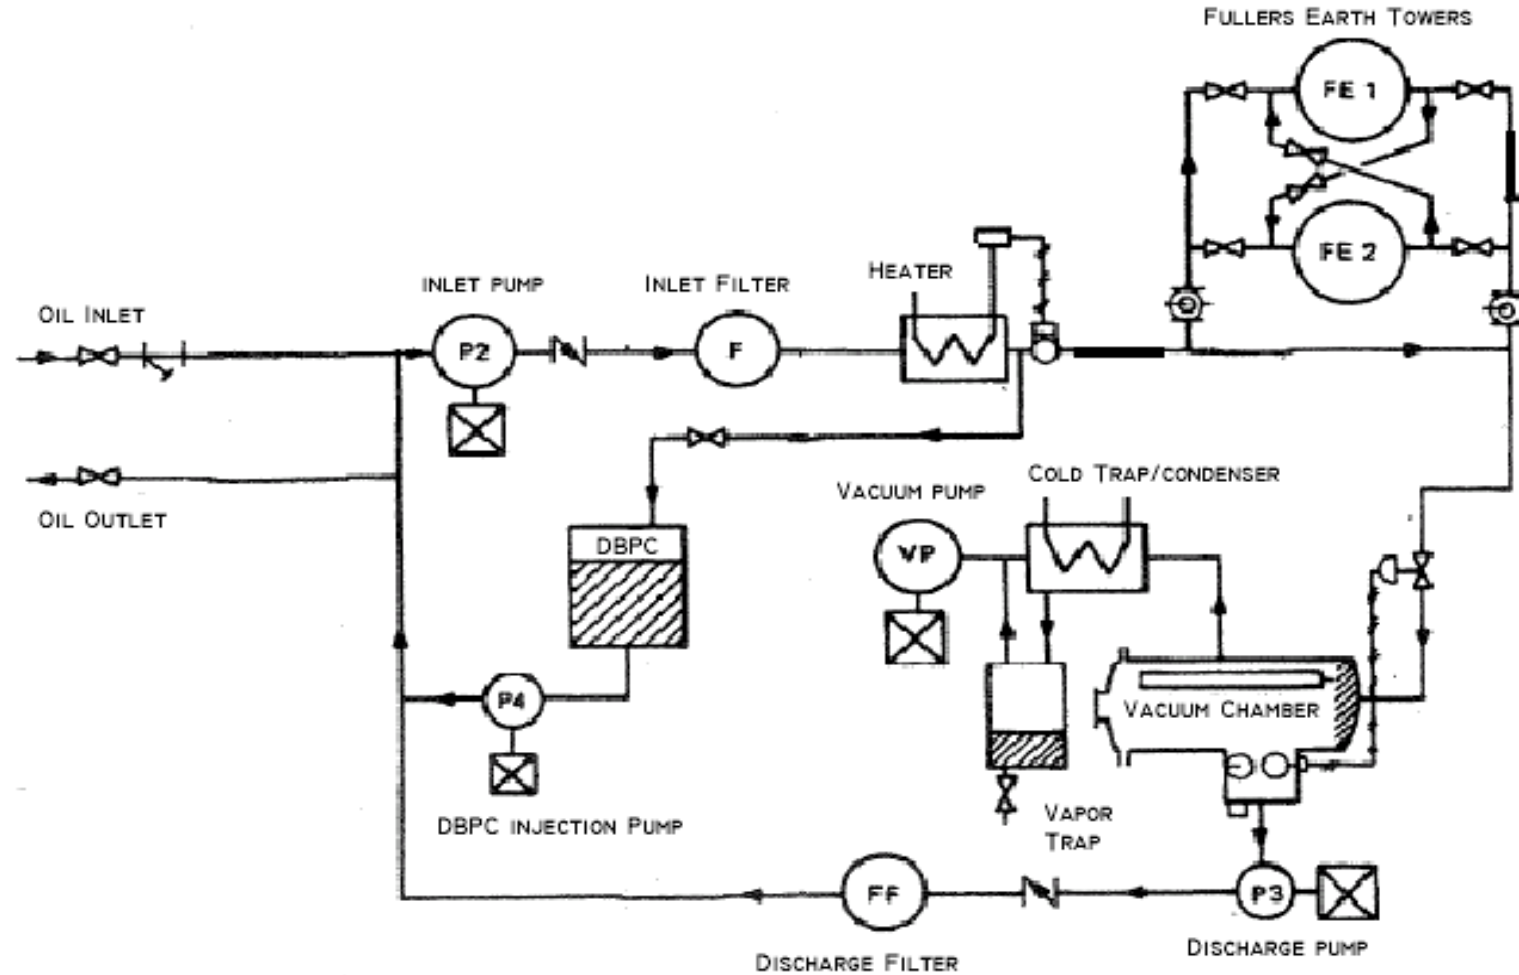 FULLERS EARTH TOWERS
FE 1
FE 2
HEATER
INLET PUMP
INLET FILTER
OIL INLET
P2
F
COLD TRAP/CONDENSER
VACUUM PUMP
OIL OUTLET
DBPC
VP
P4
VACUUM CHAMBER
DBPC INJECTION PUMP
VAPOR
TRAP
FF
P3
DISCHARGE PUMP
DISCHARGE FILTER